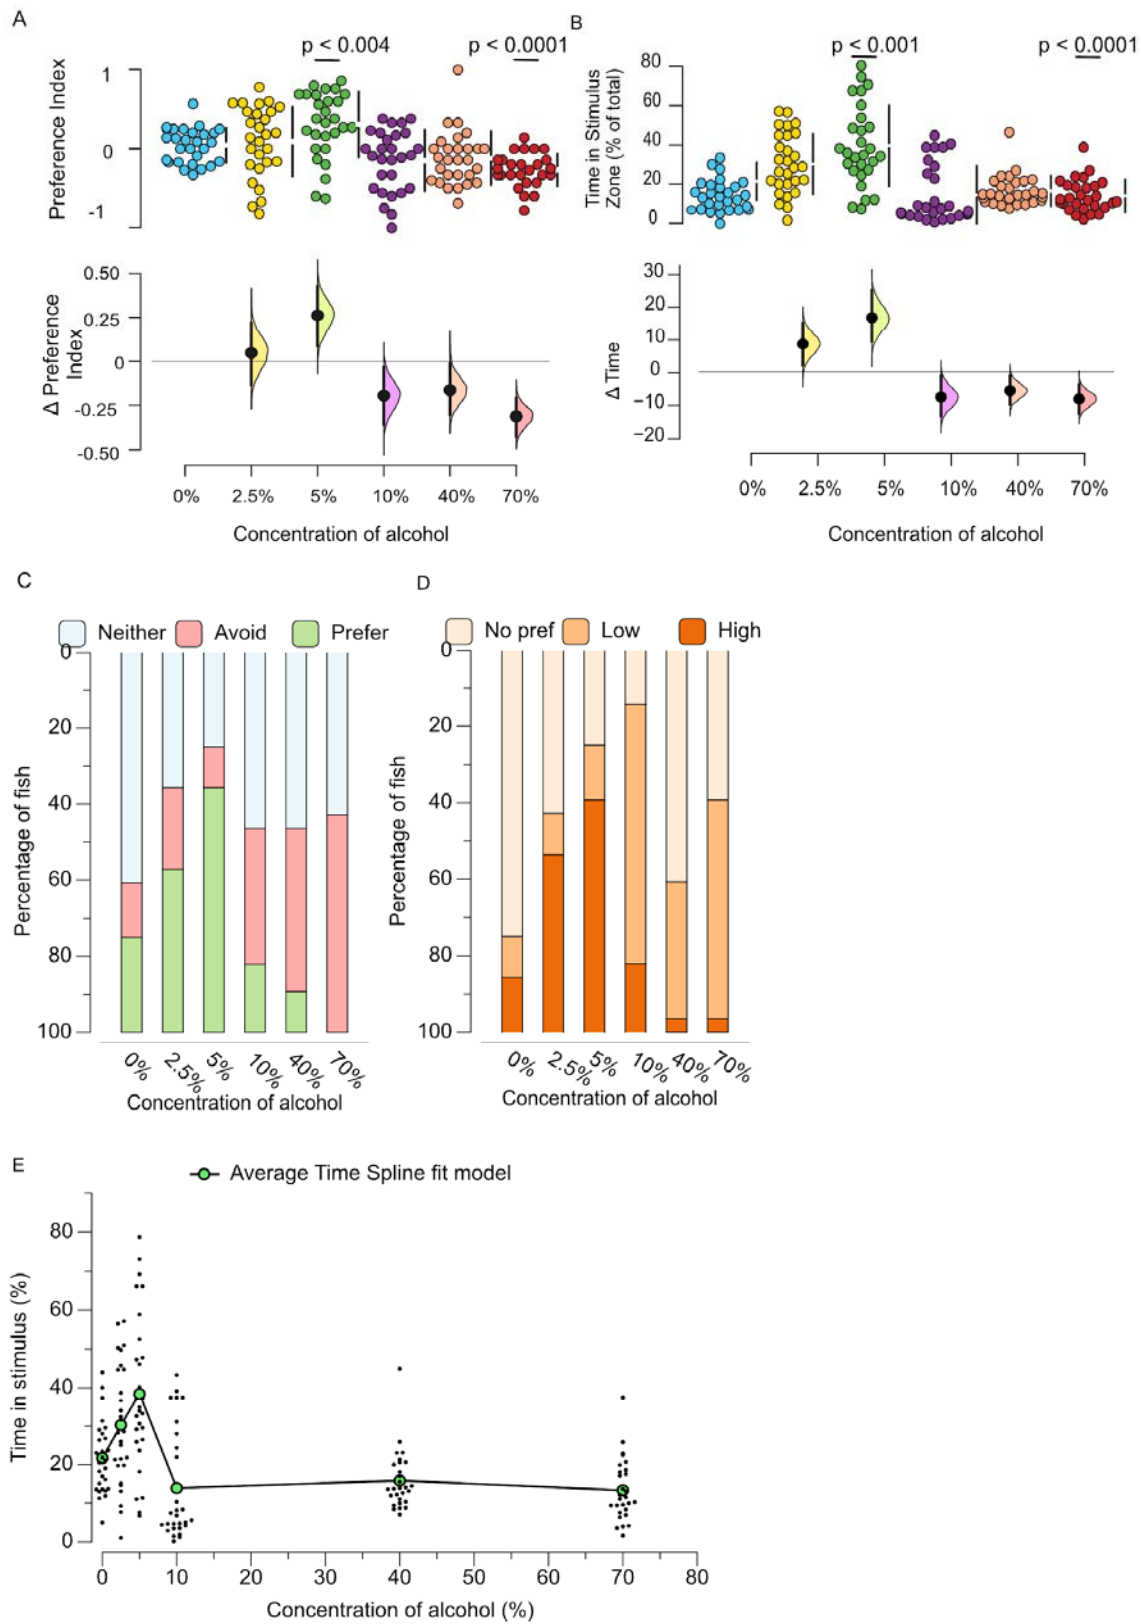 A
B
p < 0.004
p < 0.0001
p < 0.001
p < 0.0001
Preference Index
1
0
-1
Time in Stimulus
Zone (% of total)
80
60
40
20
0
Δ Preference
Index
0.50
0.25
0
-0.25
-0.50
Δ Time
30
20
10
0
−10
−20
0%
2.5%
5%
10%
40%
70%
Concentration of alcohol
0%
2.5%
5%
10%
40%
70%
Concentration of alcohol
C
D
Neither
Avoid
Prefer
No pref
Low
High
Percentage of fish
0
20
40
60
80
100
0%
2.5%
5%
10%
40%
70%
Concentration of alcohol
Percentage of fish
0
20
40
60
80
100
0%
2.5%
5%
10%
40%
70%
Concentration of alcohol
E
Average Time Spline fit model
Time in stimulus (%)
80
60
40
20
0
0
10
20
30
40
50
60
70
80
Concentration of alcohol (%)